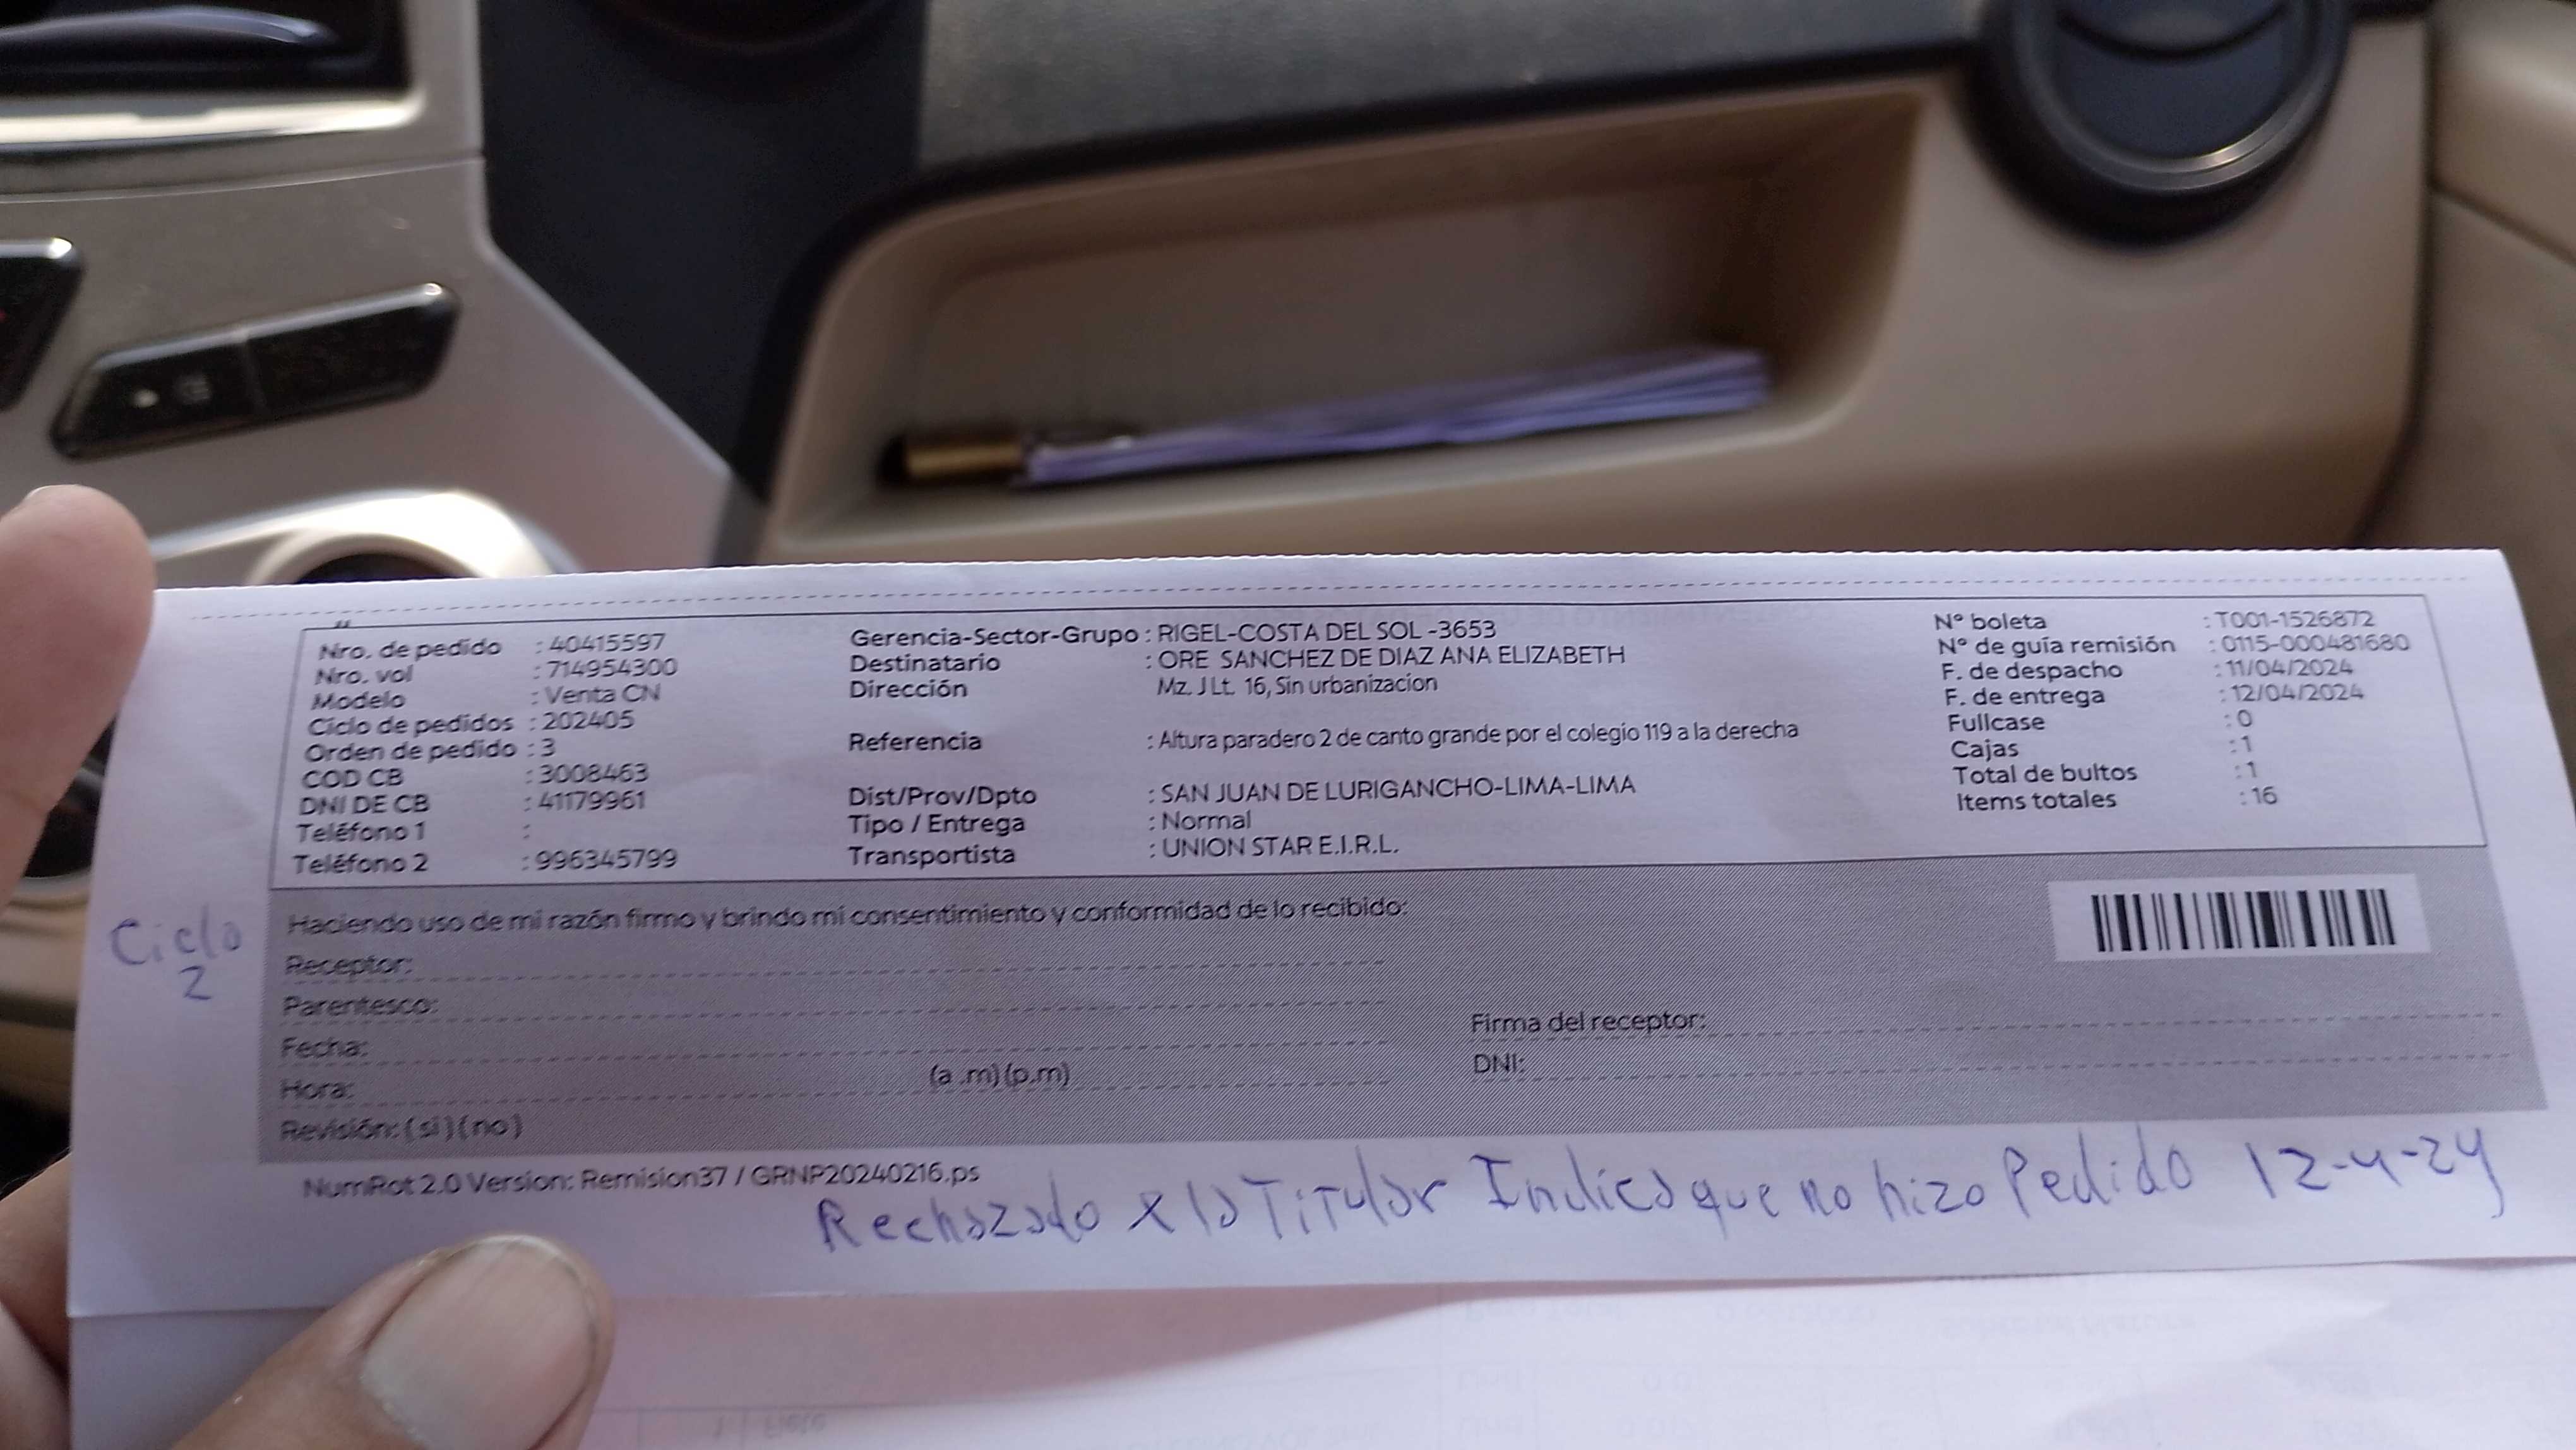 Nro. de pedido : 40415597
Nro. vol : 714954300
Modelo : Venta CN
Ciclo de pedidos : 202405
Orden de pedido : 3
COD CB : 3008463
DNI DE CB : 41179961
Teléfono 1 :
Teléfono 2 : 996345799
Gerencia-Sector-Grupo : RIGEL-COSTA DEL SOL -3653
Destinatario : ORE SANCHEZ DE DIAZ ANA ELIZABETH
Dirección Mz. J Lt. 16, Sin urbanizacion
Referencia : Altura paradero 2 de canto grande por el colegio 119 a la derecha
Dist/Prov/Dpto : SAN JUAN DE LURIGANCHO-LIMA-LIMA
Tipo / Entrega : Normal
Transportista : UNION STAR E.I.R.L.
N° boleta : T001-1526872
N° de guía remisión : 0115-000481680
F. de despacho : 11/04/2024
F. de entrega : 12/04/2024
Fullcase : 0
Cajas : 1
Total de bultos : 1
Items totales : 16
Haciendo uso de mi razón firmo y brindo mi consentimiento y conformidad de lo recibido:
Receptor:
Parentesco:
Fecha:
Hora: (a .m) (p.m)
Revisión: ( si ) ( no )
Firma del receptor:
DNI:
Ciclo
2
NumRot 2.0 Version: Remision37 / GRNP20240216.ps
Rechazado x la Titular Indica que no hizo Pedido 12-4-24